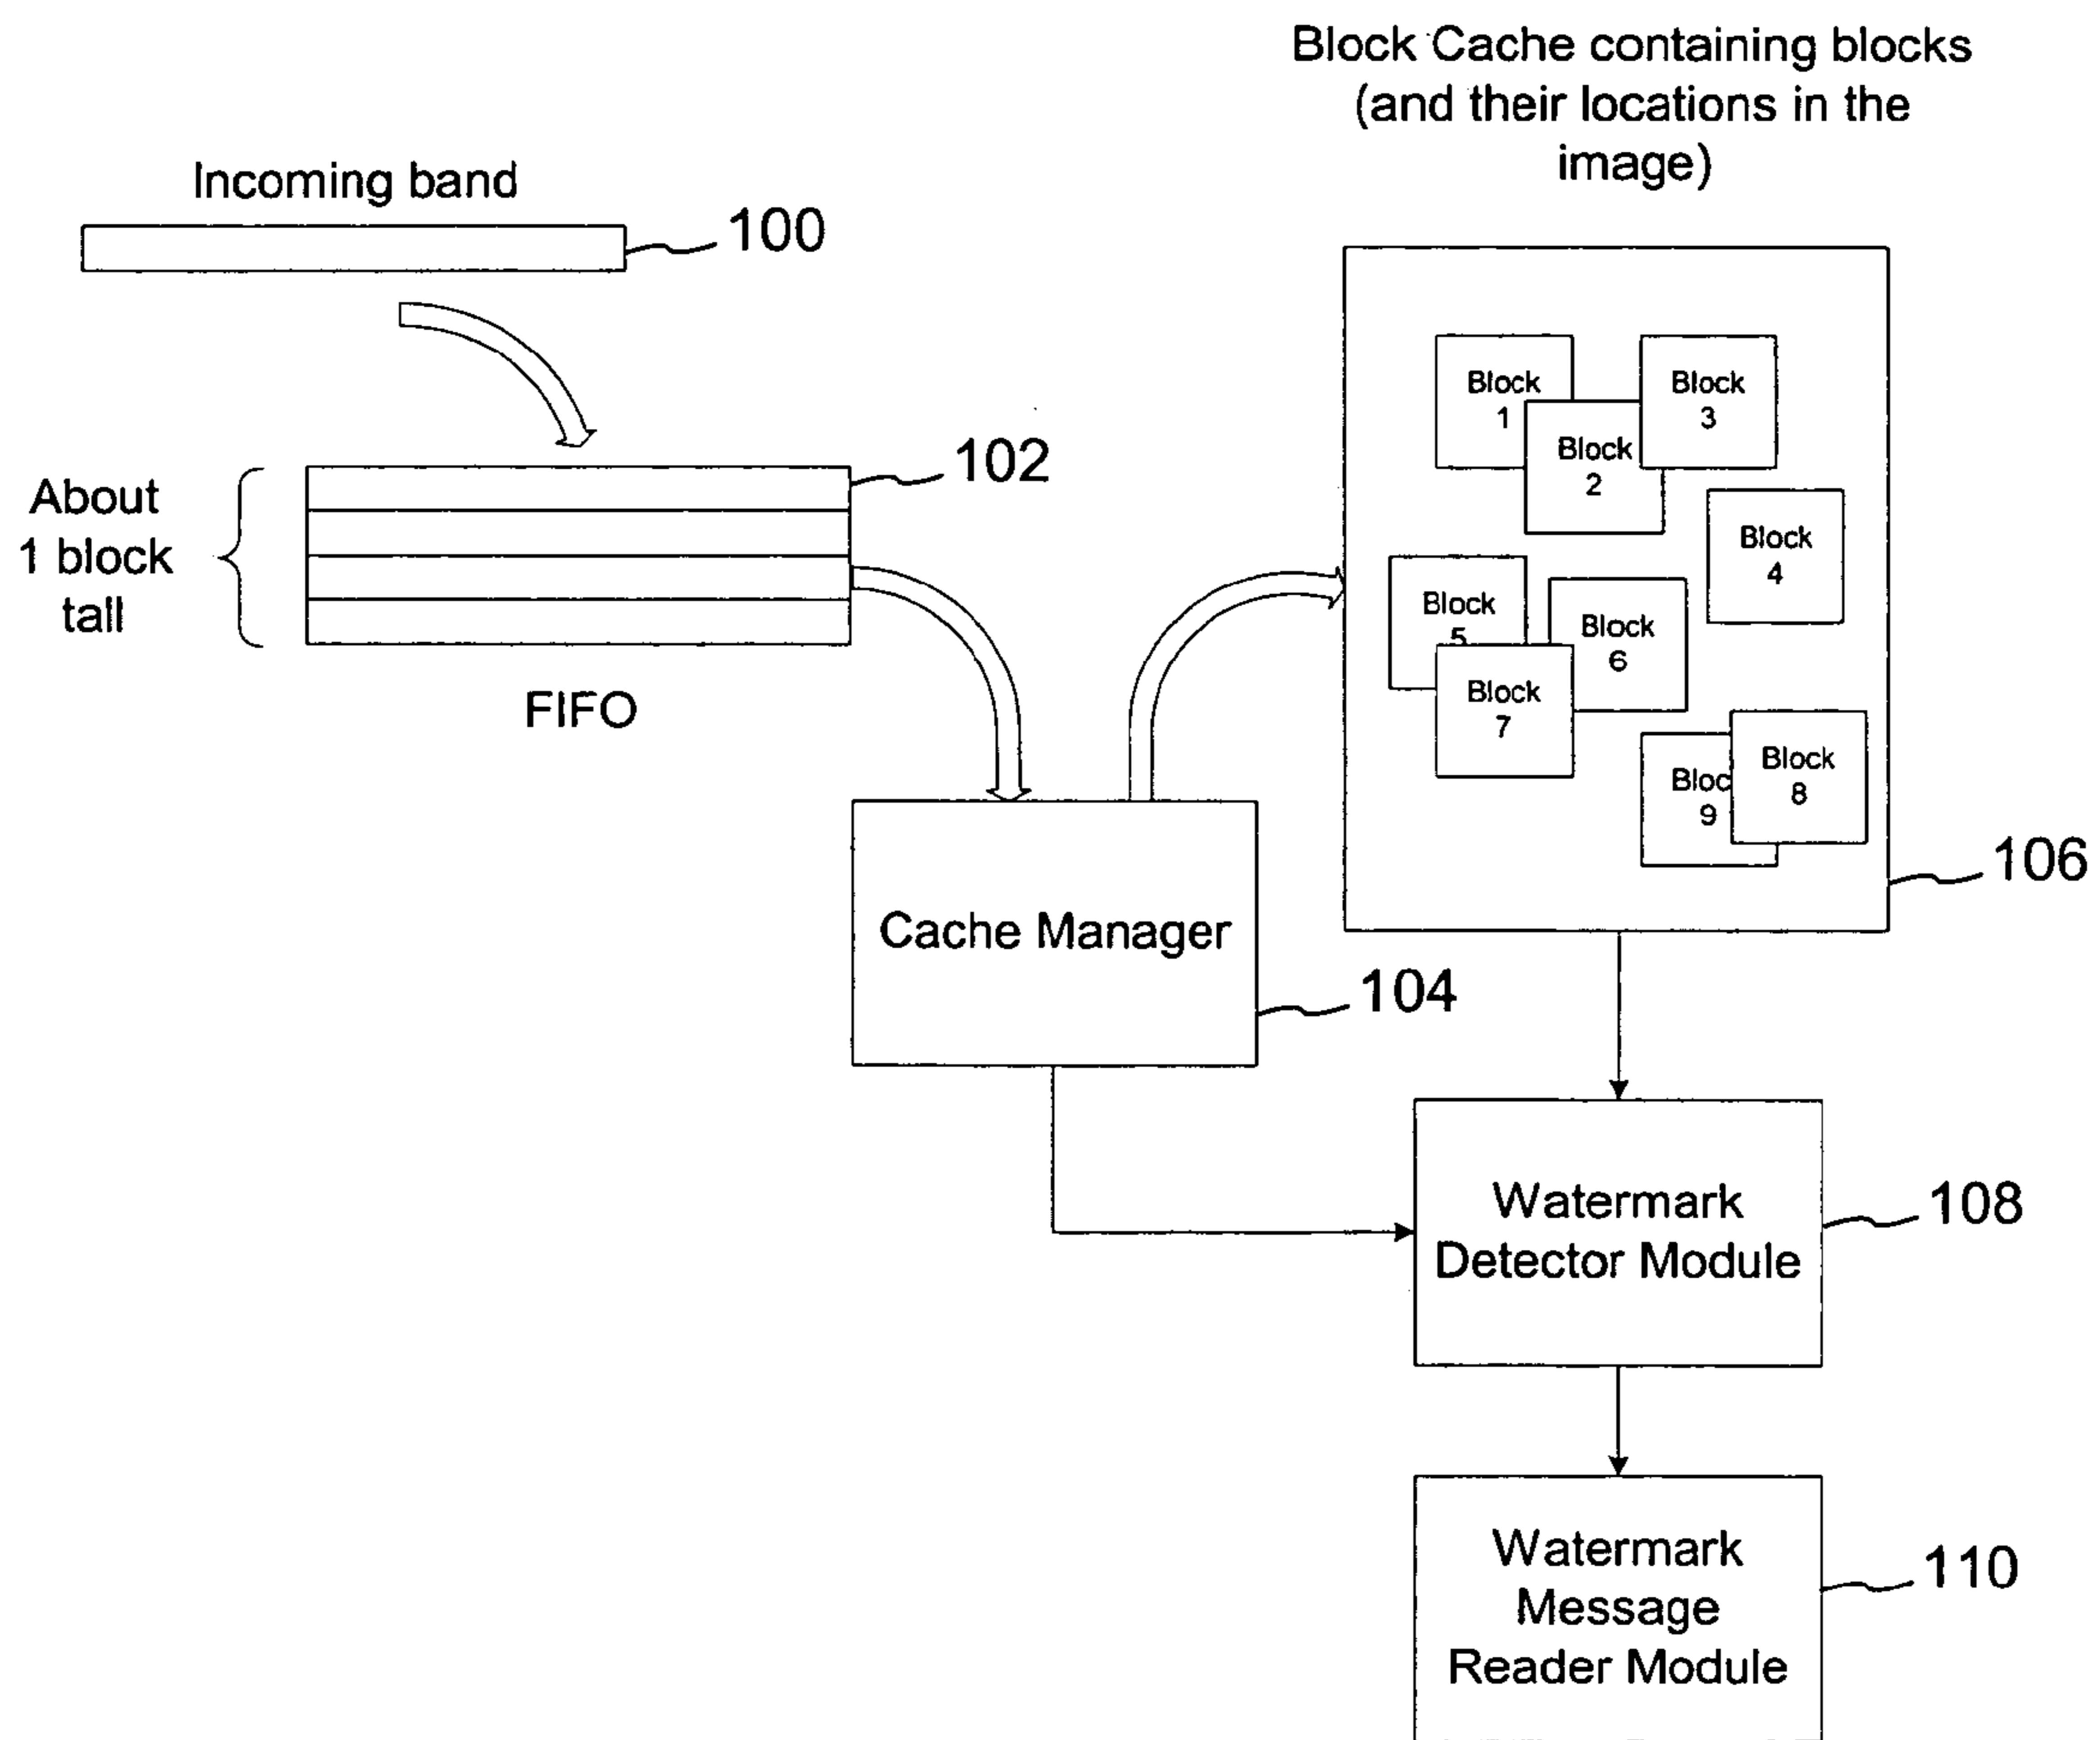 Block Cache containing blocks
(and their locations in the
image)
Incoming band
100
102
About
1 block
tall
FIFO
Block
1
Block
2
Block
3
Block
4
Block
5
Block
6
Block
7
Block
8
Bloc
9
106
Cache Manager
104
Watermark
Detector Module
108
Watermark
Message
Reader Module
110